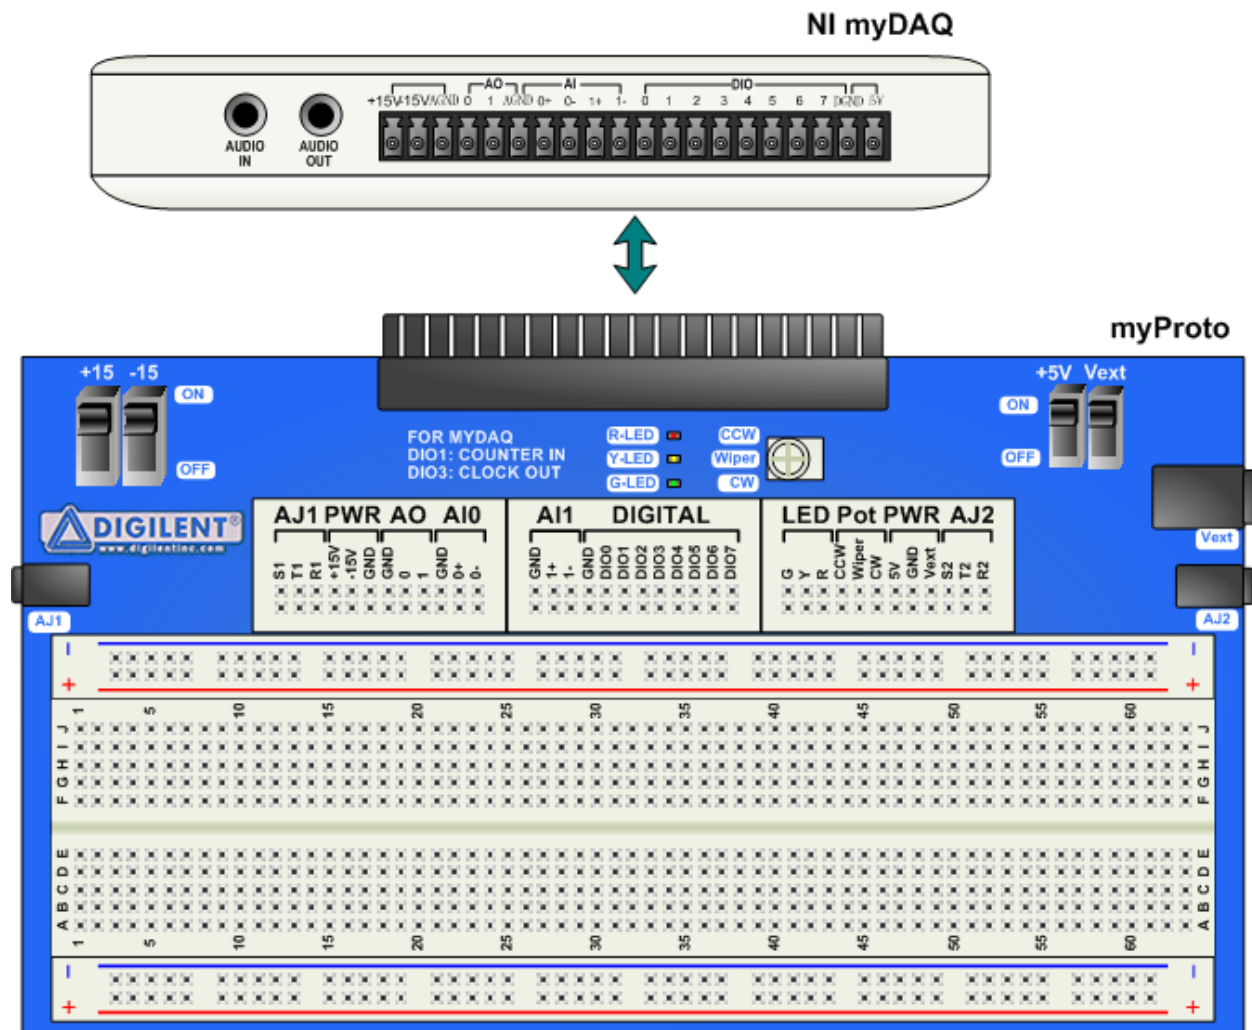 NI myDAQ
AO AI DIO
+15V -15V AGND 0 1 AGND 0+ 0- 1+ 1- 0 1 2 3 4 5 6 7 DGND 5V
AUDIO IN
AUDIO OUT
myProto
+15 -15
ON
OFF
+5V Vext
ON
OFF
FOR MYDAQ
DIO1: COUNTER IN
DIO3: CLOCK OUT
R-LED
Y-LED
G-LED
CCW
Wiper
CW
DIGILENT®
www.digilentinc.com
Vext
AJ1
AJ2
AJ1 PWR AO AI0
S1 T1 R1 +15V -15V GND GND 0 1 GND 0+ 0-
AI1 DIGITAL
GND 1+ 1- GND DIO0 DIO1 DIO2 DIO3 DIO4 DIO5 DIO6 DIO7
LED Pot PWR AJ2
G Y R CCW Wiper CW 5V GND Vext S2 T2 R2
- -
+ +
1 5 10 15 20 25 30 35 40 45 50 55 60
J J
I I
H H
G G
F F
E E
D D
C C
B B
A A
1 5 10 15 20 25 30 35 40 45 50 55 60
- -
+ +